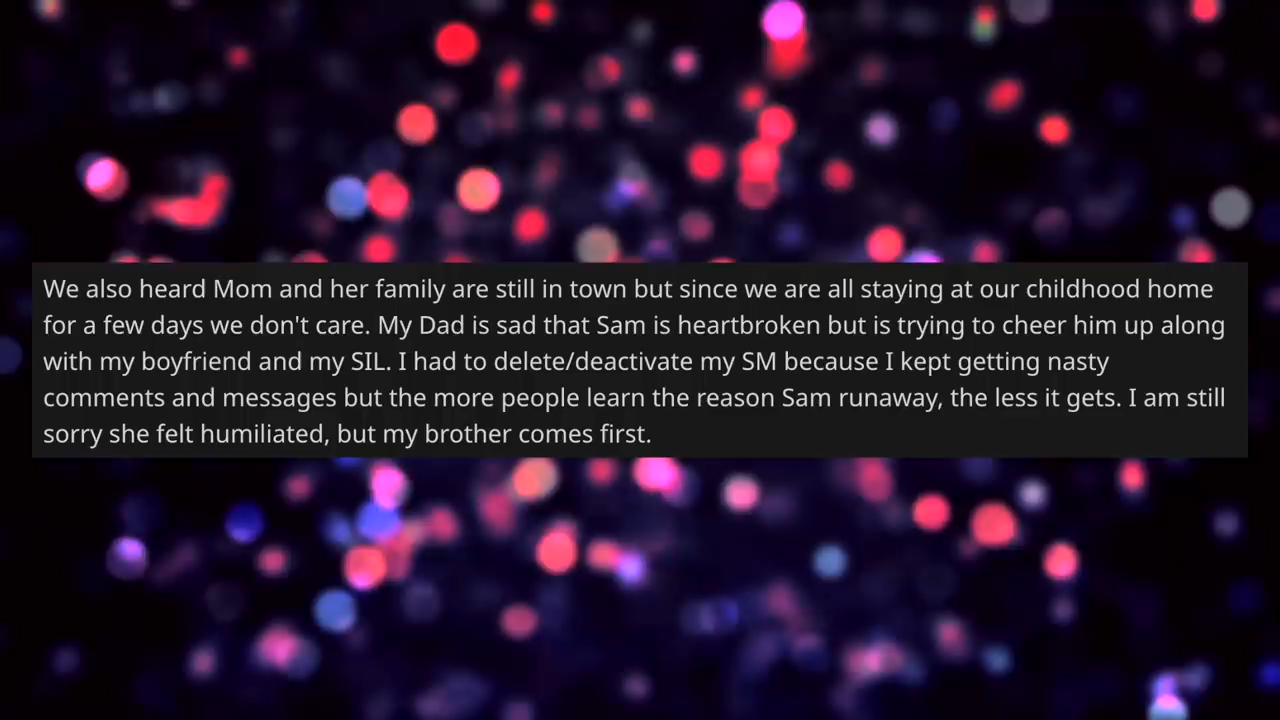 We also heard Mom and her family are still in town but since we are all staying at our childhood home
for a few days we don't care. My Dad is sad that Sam is heartbroken but is trying to cheer him up along
with my boyfriend and my SIL. I had to delete/deactivate my SM because I kept getting nasty
comments and messages but the more people learn the reason Sam runaway, the less it gets. I am still
sorry she felt humiliated, but my brother comes first.